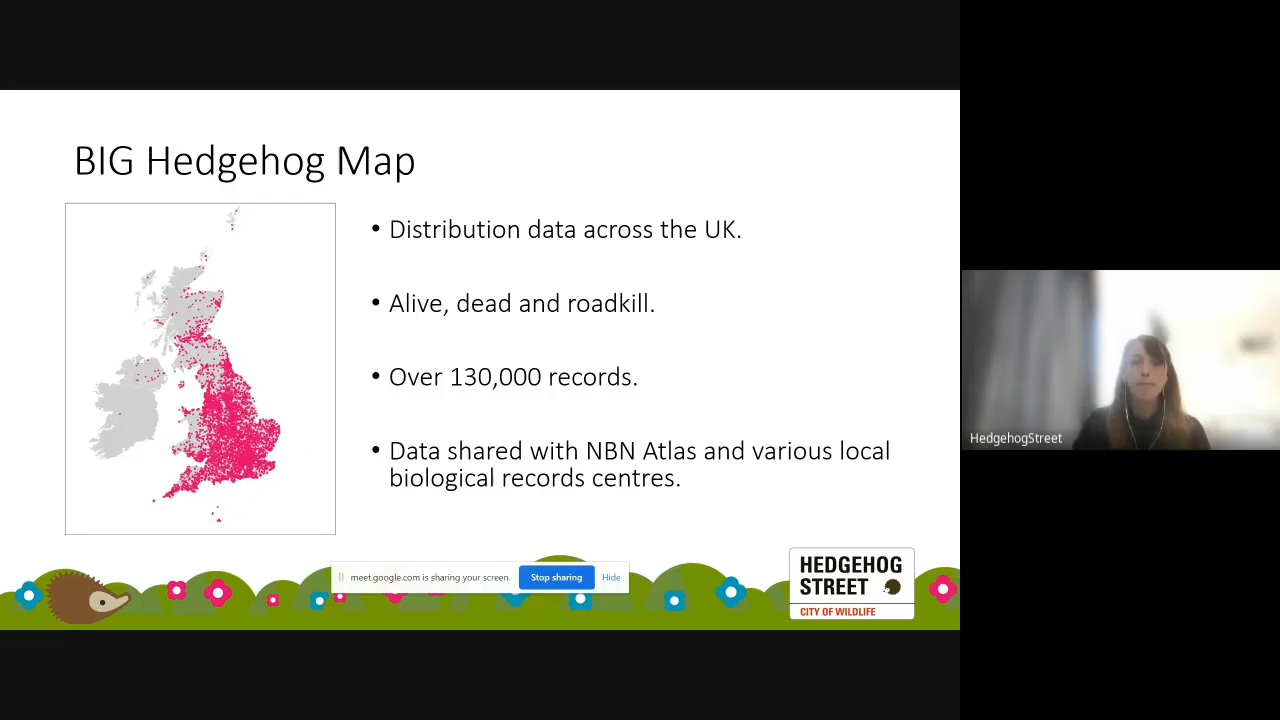 BIG Hedgehog Map
• Distribution data across the UK.
• Alive, dead and roadkill.
• Over 130,000 records.
• Data shared with NBN Atlas and various local
biological records centres.
meet.google.com is sharing your screen.
Stop sharing
Hide
HEDGEHOG
STREET
CITY OF WILDLIFE
HedgehogStreet